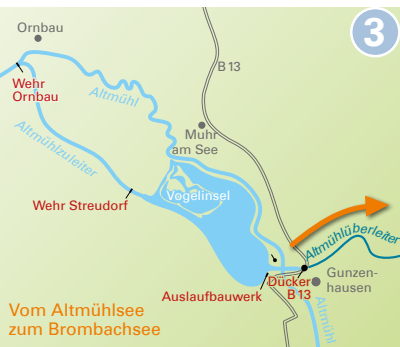 3
Ornbau
B 13
Wehr
Ornbau
Altmühl
Altmühlzuleiter
Muhr
am See
Vogelinsel
Wehr Streudorf
Altmühlüberleiter
Auslaufbauwerk
Düker
B 13
Gunzen-
hausen
Altmühl
Vom Altmühlsee
zum Brombachsee